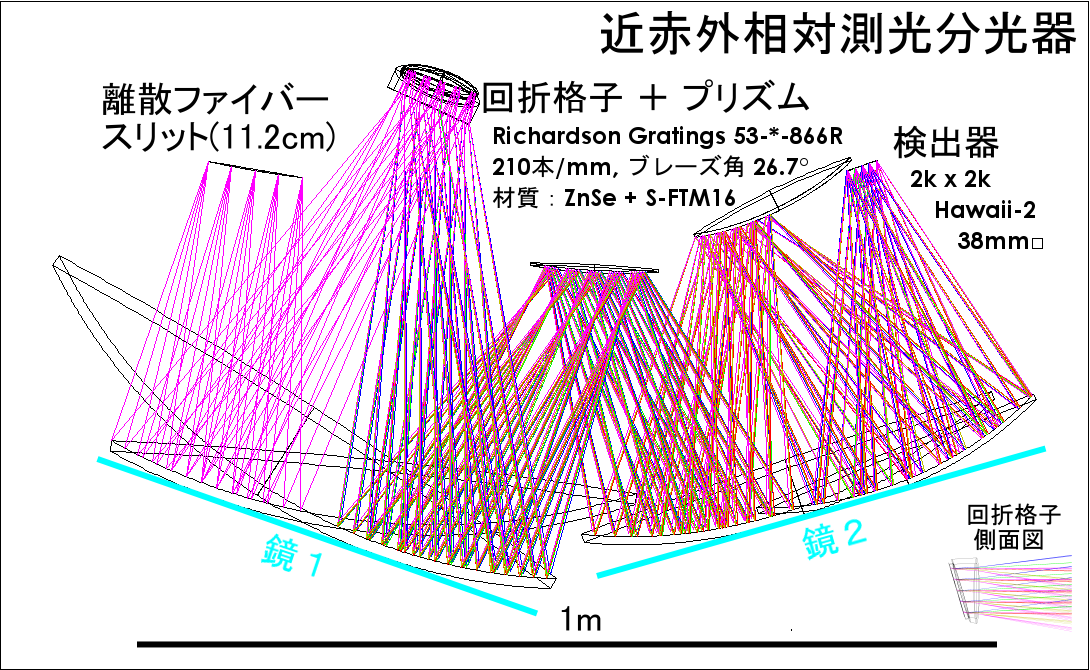 近赤外相対測光分光器
離散ファイバー
スリット(11.2cm)
回折格子 + プリズム
Richardson Gratings 53-*-866R
210本/mm, ブレーズ角 26.7°
材質：ZnSe + S-FTM16
検出器
2k x 2k
Hawaii-2
38mm□
鏡1
鏡2
回折格子
側面図
1m